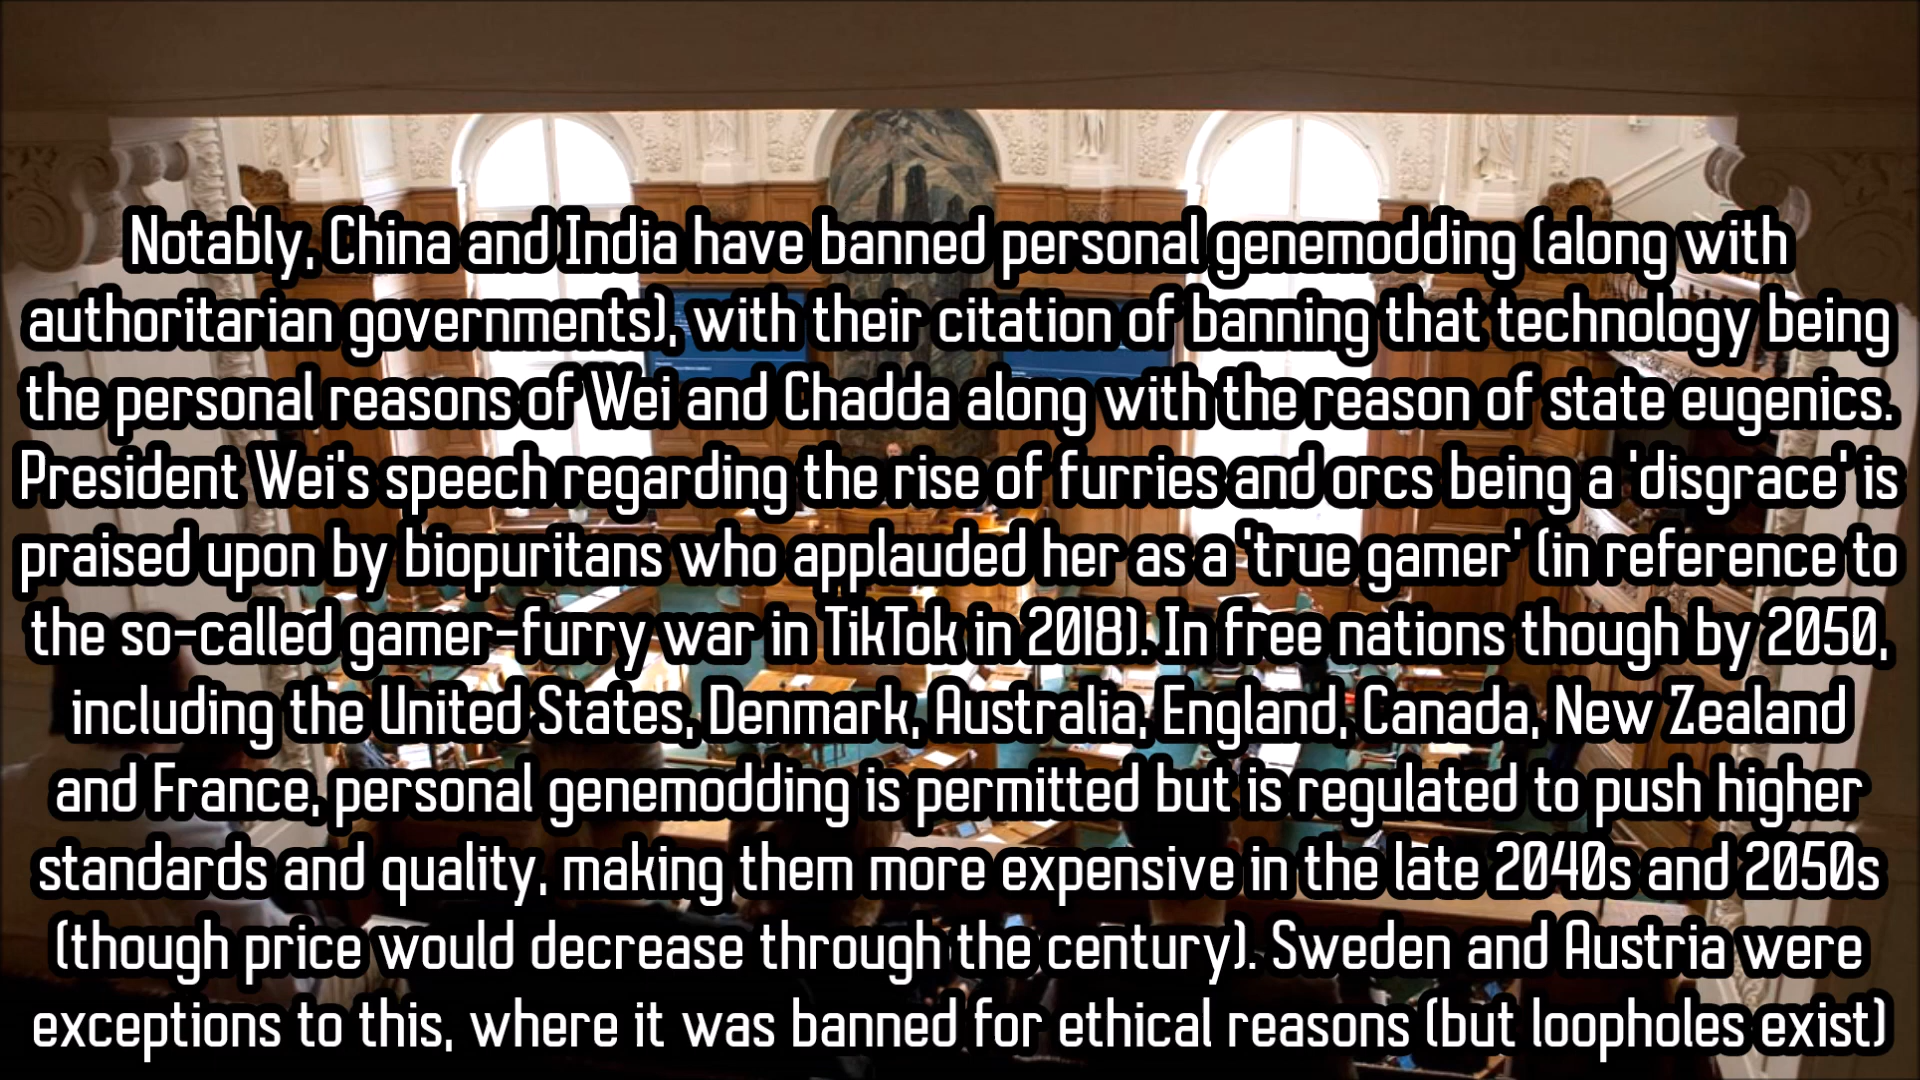 Notably, China and India have banned personal genemodding (along with
authoritarian governments), with their citation of banning that technology being
the personal reasons of Wei and Chadda along with the reason of state eugenics.
President Wei's speech regarding the rise of furries and orcs being a 'disgrace' is
praised upon by biopuritans who applauded her as a 'true gamer' (in reference to
the so-called gamer-furry war in TikTok in 2018). In free nations though by 2050,
including the United States, Denmark, Australia, England, Canada, New Zealand
and France, personal genemodding is permitted but is regulated to push higher
standards and quality, making them more expensive in the late 2040s and 2050s
(though price would decrease through the century). Sweden and Austria were
exceptions to this, where it was banned for ethical reasons (but loopholes exist)